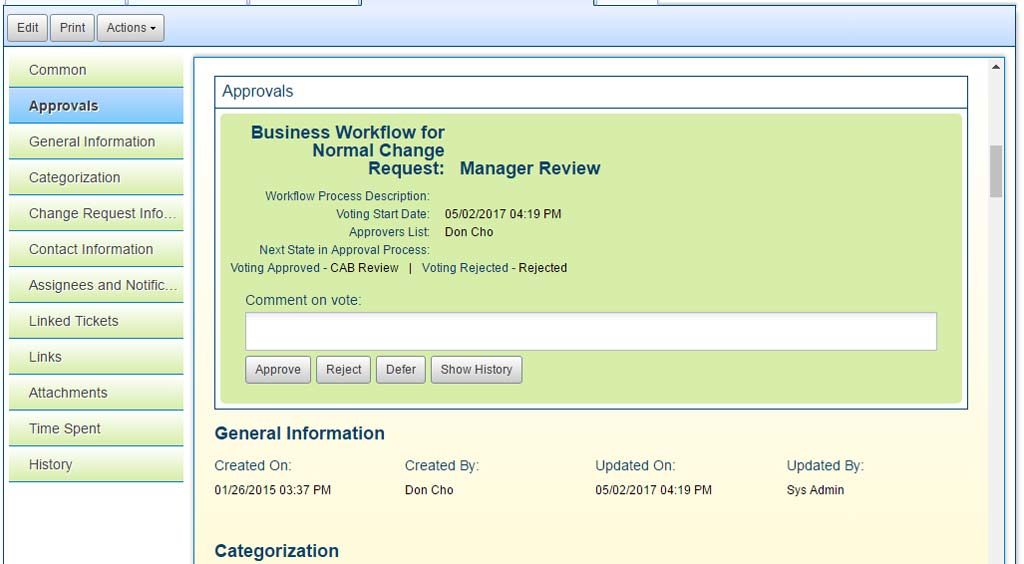 Edit Print Actions
Common
Approvals
General Information
Categorization
Change Request Info...
Contact Information
Assignees and Notific...
Linked Tickets
Links
Attachments
Time Spent
History
Approvals
Business Workflow for
Normal Change
Request: Manager Review
Workflow Process Description:
Voting Start Date: 05/02/2017 04:19 PM
Approvers List: Don Cho
Next State in Approval Process:
Voting Approved - CAB Review | Voting Rejected - Rejected
Comment on vote:
Approve Reject Defer Show History
General Information
Created On: Created By: Updated On: Updated By:
01/26/2015 03:37 PM Don Cho 05/02/2017 04:19 PM Sys Admin
Categorization